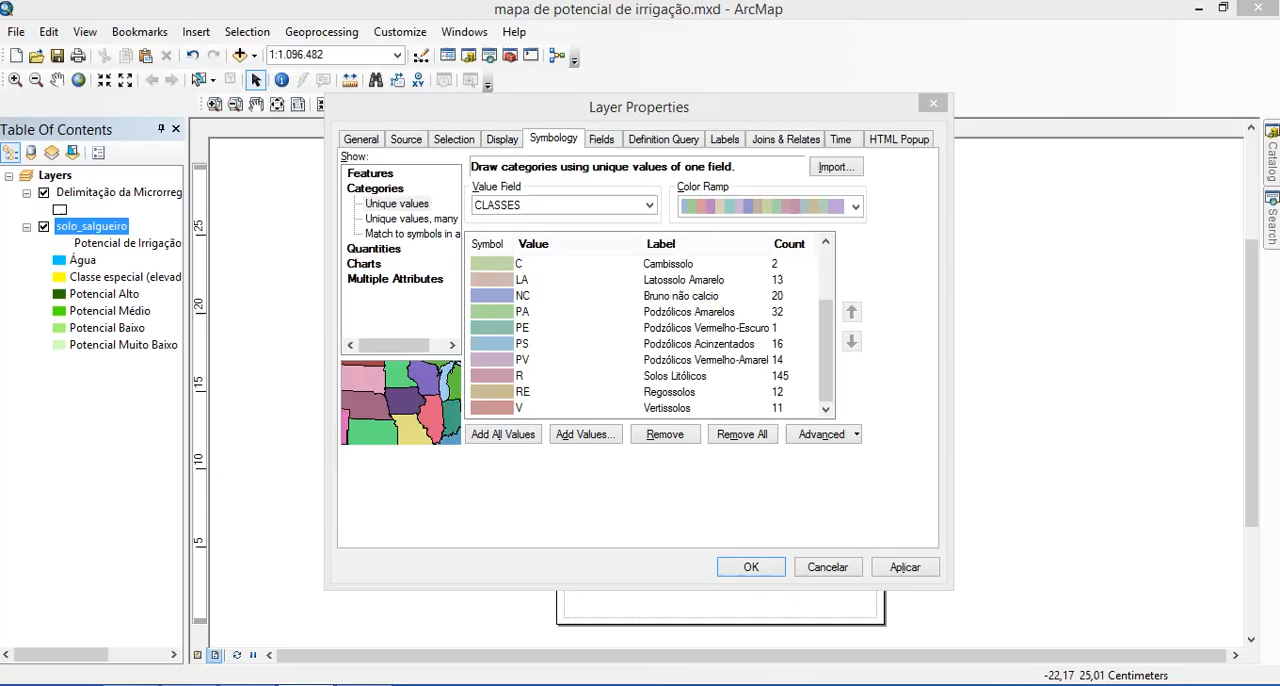 mapa de potencial de irrigação.mxd - ArcMap
File Edit View Bookmarks Insert Selection Geoprocessing Customize Windows Help
1:1.096.482
Table Of Contents
Layers
Delimitação da Microrreg
solo_salgueiro
Potencial de Irrigação
Água
Classe especial (elevad
Potencial Alto
Potencial Médio
Potencial Baixo
Potencial Muito Baixo
25
20
15
10
5
Layer Properties
General Source Selection Display Symbology Fields Definition Query Labels Joins & Relates Time HTML Popup
Show:
Features
Categories
Unique values
Unique values, many
Match to symbols in a
Quantities
Charts
Multiple Attributes
Draw categories using unique values of one field.
Import...
Value Field
CLASSES
Color Ramp
Symbol Value Label Count
C Cambissolo 2
LA Latossolo Amarelo 13
NC Bruno não calcio 20
PA Podzólicos Amarelos 32
PE Podzólicos Vermelho-Escuro 1
PS Podzólicos Acinzentados 16
PV Podzólicos Vermelho-Amarel 14
R Solos Litólicos 145
RE Regossolos 12
V Vertissolos 11
Add All Values Add Values... Remove Remove All Advanced
OK Cancelar Aplicar
Catalog
Search
-22,17 25,01 Centimeters